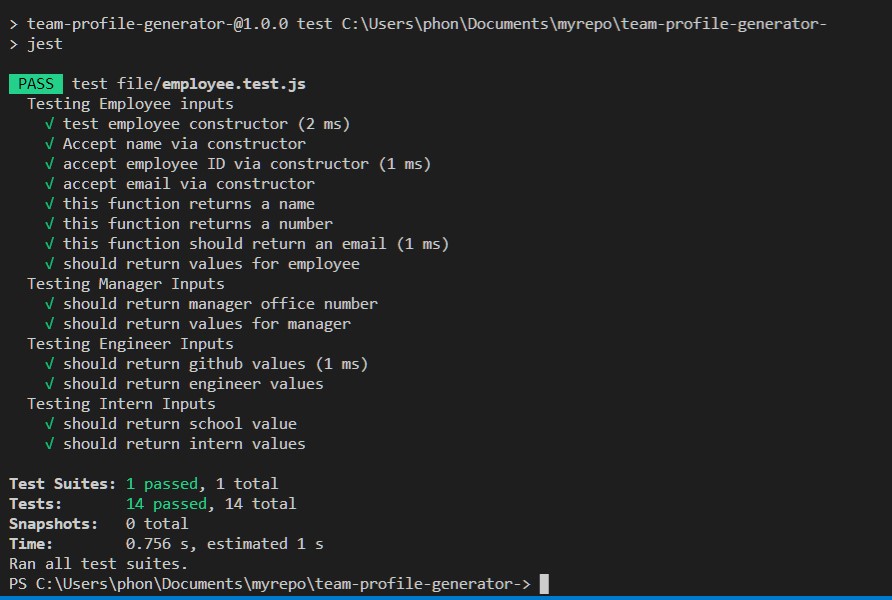 > team-profile-generator-@1.0.0 test C:\Users\phon\Documents\myrepo\team-profile-generator-
> jest
PASS test file/employee.test.js
Testing Employee inputs
√ test employee constructor (2 ms)
√ Accept name via constructor
√ accept employee ID via constructor (1 ms)
√ accept email via constructor
√ this function returns a name
√ this function returns a number
√ this function should return an email (1 ms)
√ should return values for employee
Testing Manager Inputs
√ should return manager office number
√ should return values for manager
Testing Engineer Inputs
√ should return github values (1 ms)
√ should return engineer values
Testing Intern Inputs
√ should return school value
√ should return intern values
Test Suites: 1 passed, 1 total
Tests: 14 passed, 14 total
Snapshots: 0 total
Time: 0.756 s, estimated 1 s
Ran all test suites.
PS C:\Users\phon\Documents\myrepo\team-profile-generator->